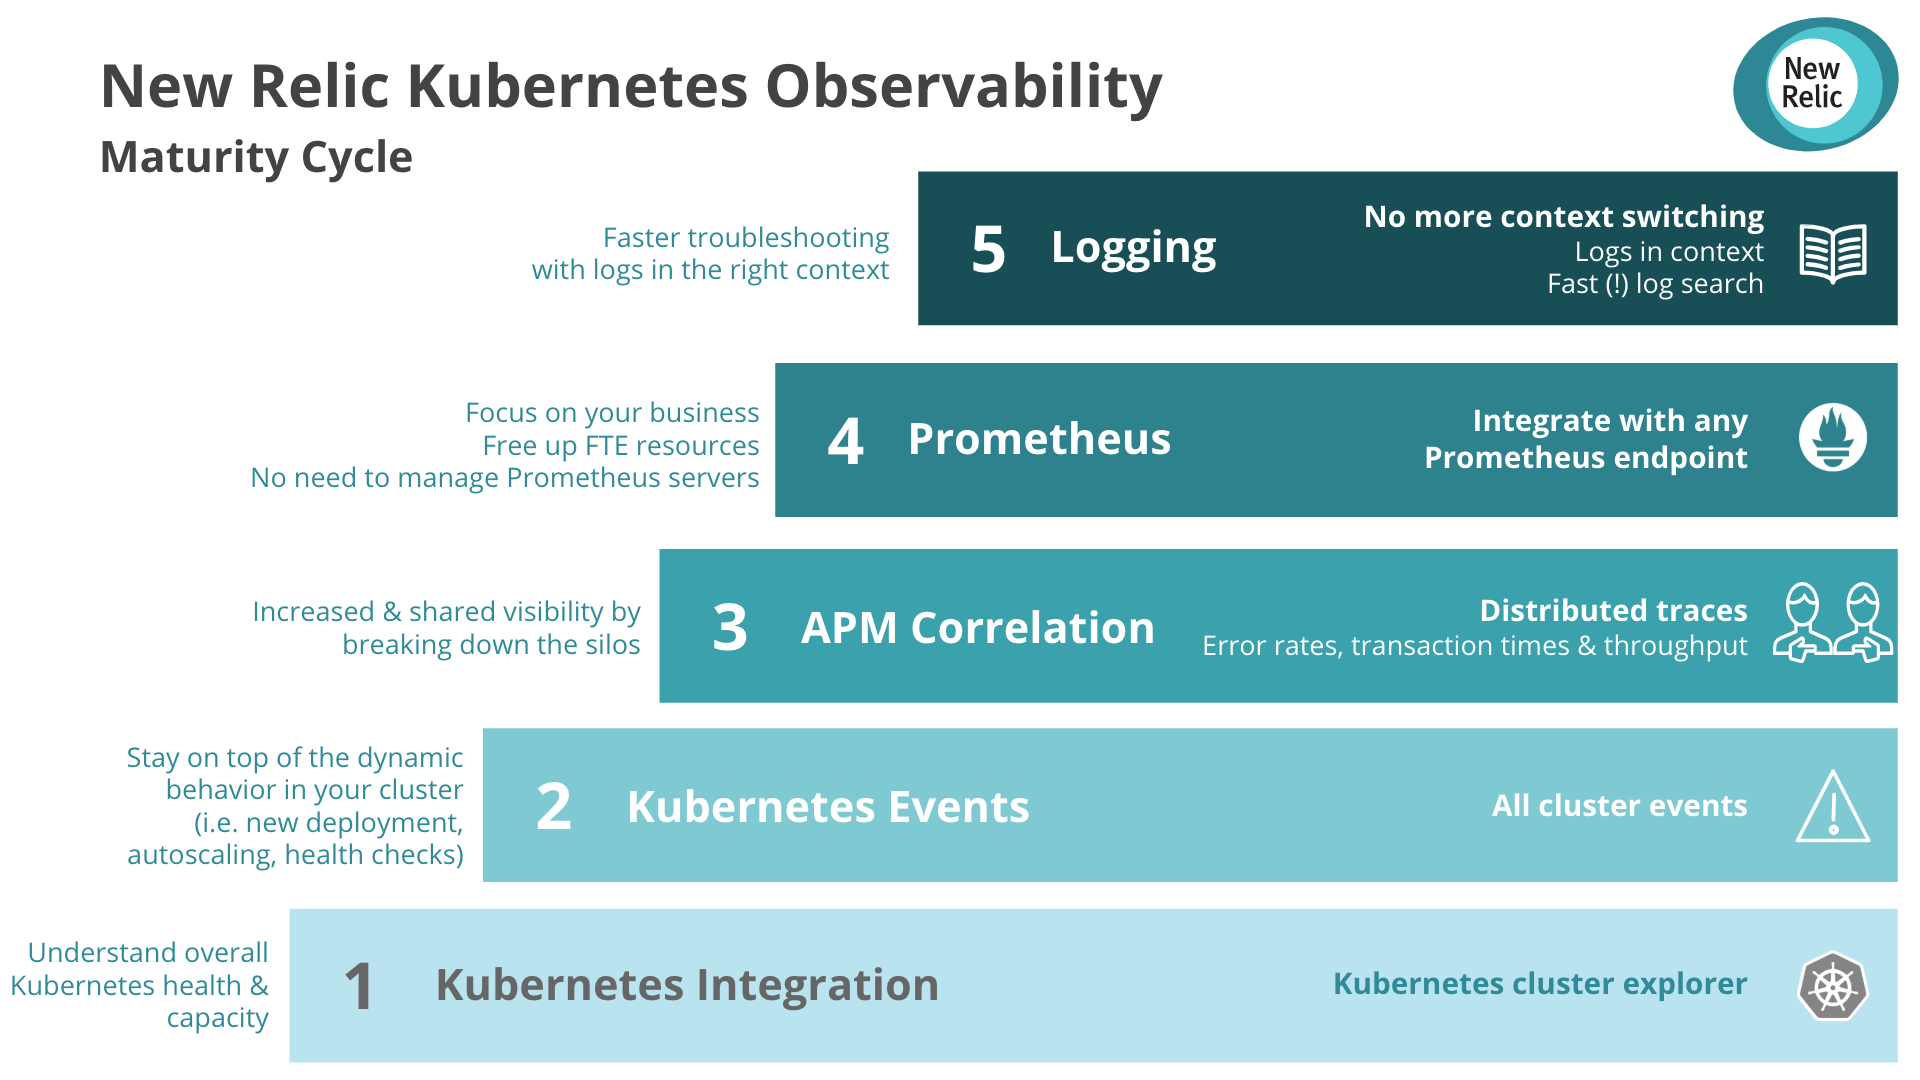 New Relic Kubernetes Observability
Maturity Cycle
New
Relic
Faster troubleshooting
with logs in the right context
5 Logging
No more context switching
Logs in context
Fast (!) log search
Focus on your business
Free up FTE resources
No need to manage Prometheus servers
4 Prometheus
Integrate with any
Prometheus endpoint
Increased & shared visibility by
breaking down the silos
3 APM Correlation
Distributed traces
Error rates, transaction times & throughput
Stay on top of the dynamic
behavior in your cluster
(i.e. new deployment,
autoscaling, health checks)
2 Kubernetes Events
All cluster events
Understand overall
Kubernetes health &
capacity
1 Kubernetes Integration
Kubernetes cluster explorer